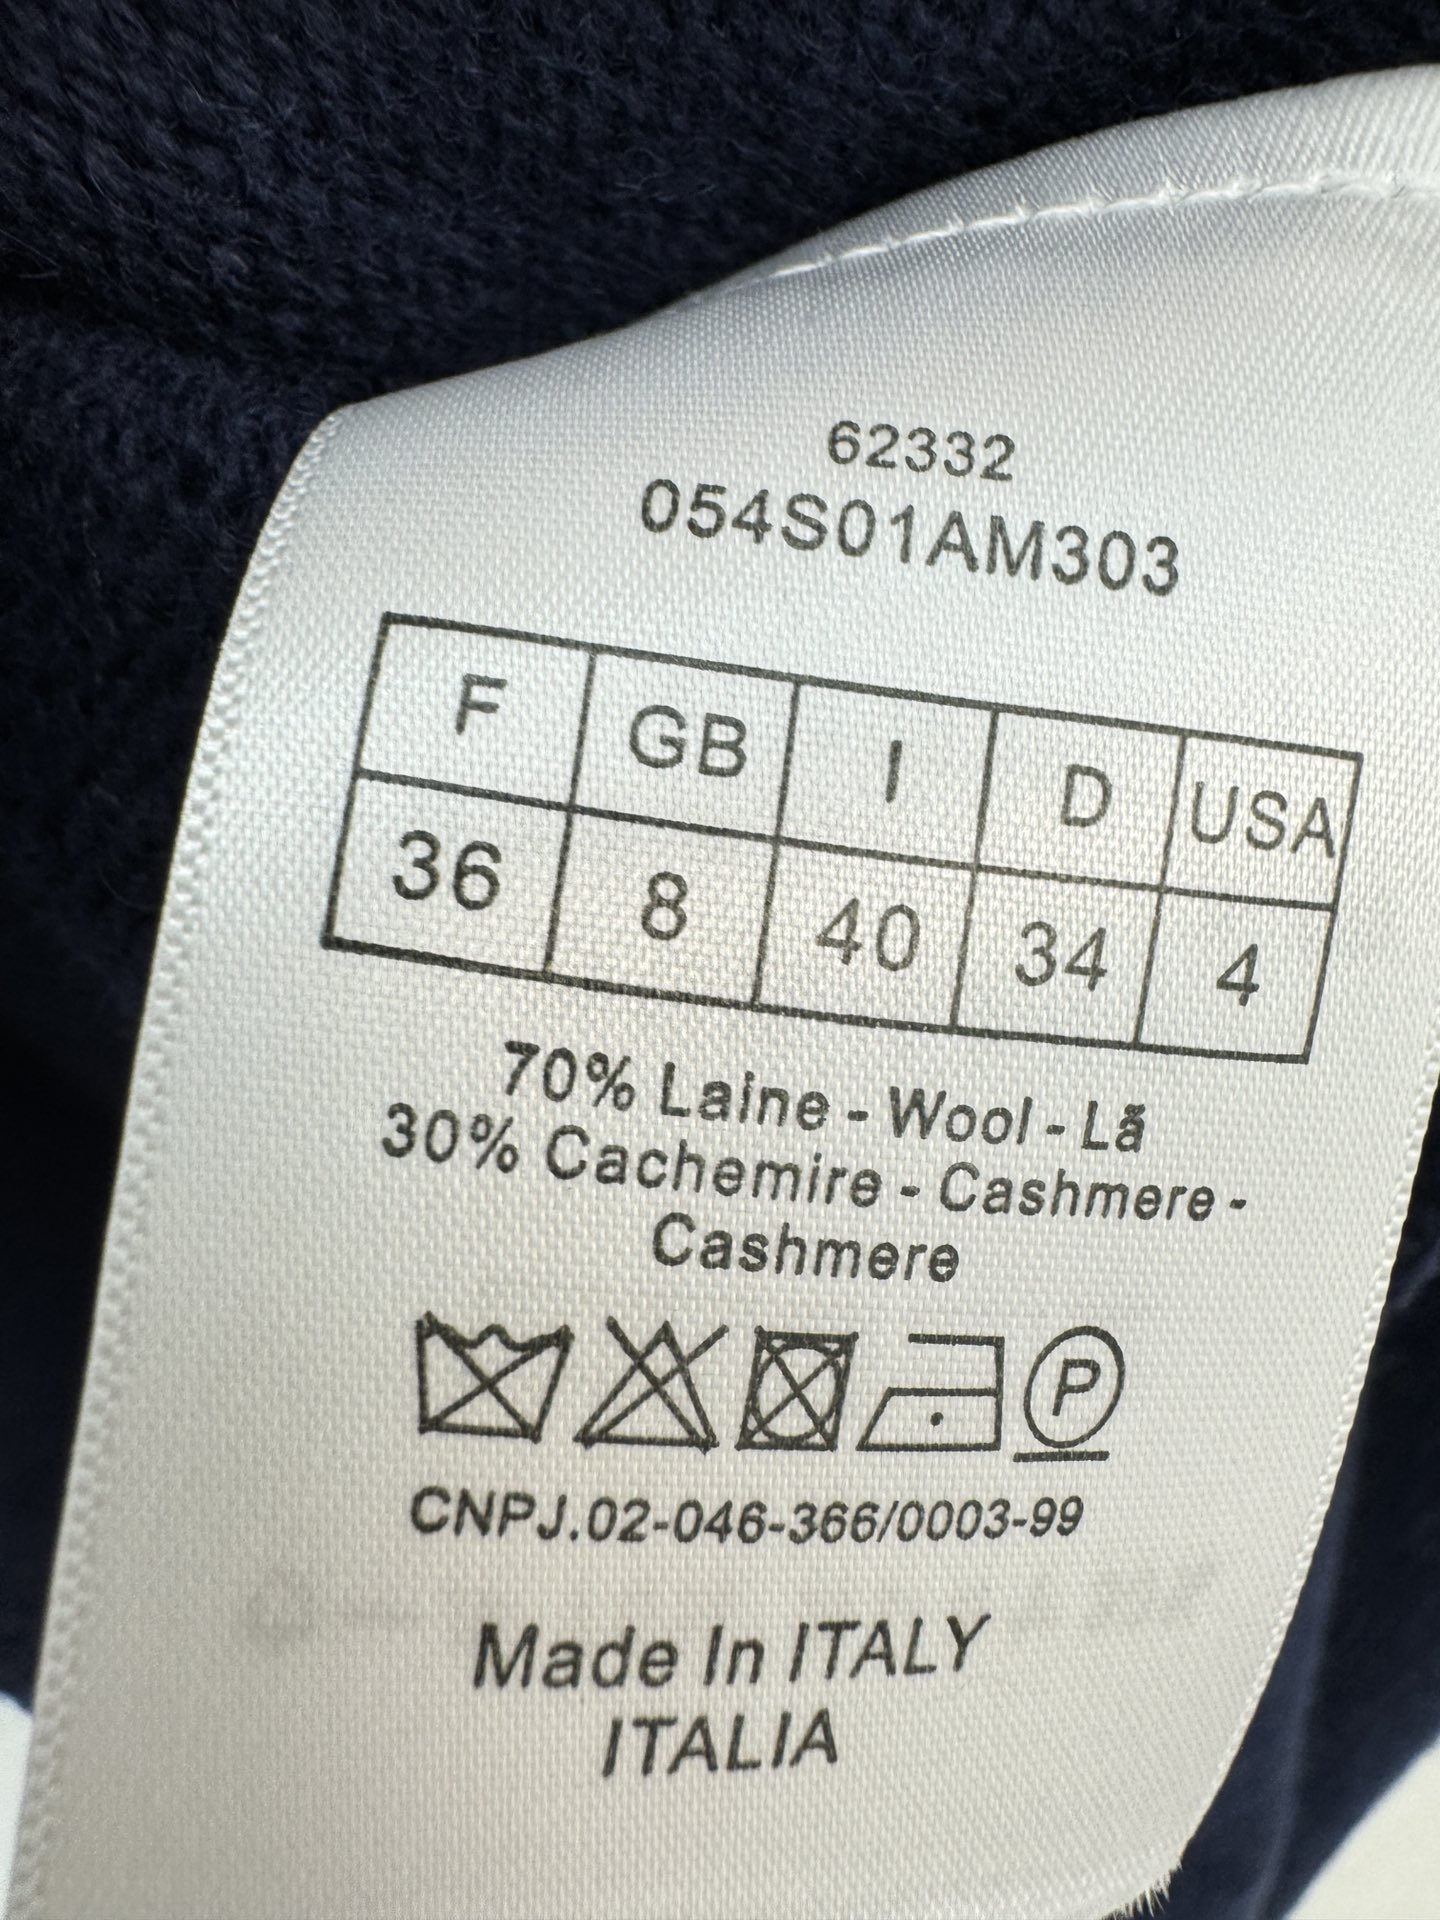 62332
054S01AM303
F GB I D USA
36 8 40 34 4
70% Laine - Wool - Lã
30% Cachemire - Cashmere -
Cashmere
P
CNPJ.02-046-366/0003-99
Made In ITALY
ITALIA